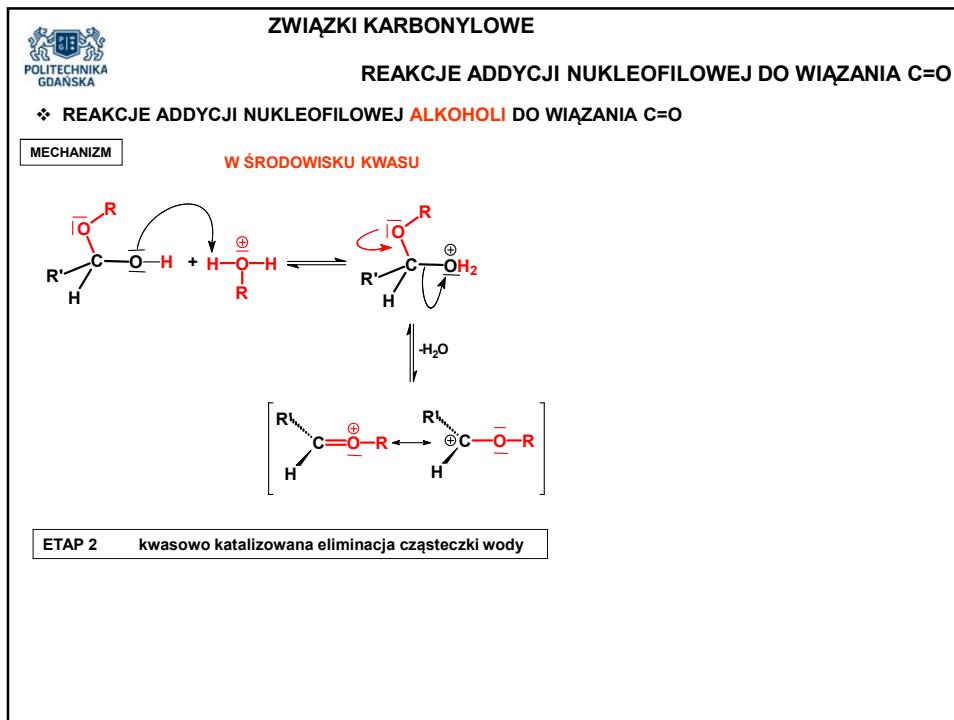 ZWIĄZKI KARBONYLOWE
POLITECHNIKA
GDAŃSKA
REAKCJE ADDYCJI NUKLEOFILOWEJ DO WIĄZANIA C=O
❖ REAKCJE ADDYCJI NUKLEOFILOWEJ ALKOHOLI DO WIĄZANIA C=O
MECHANIZM
W ŚRODOWISKU KWASU
O R
R' C O H
H
+
H O H
⊕
R
O R
R' C OH₂
⊕
H
-H₂O
R' C O R
⊕
H
R' C O R
⊕
H
ETAP 2 kwasowo katalizowana eliminacja cząsteczki wody